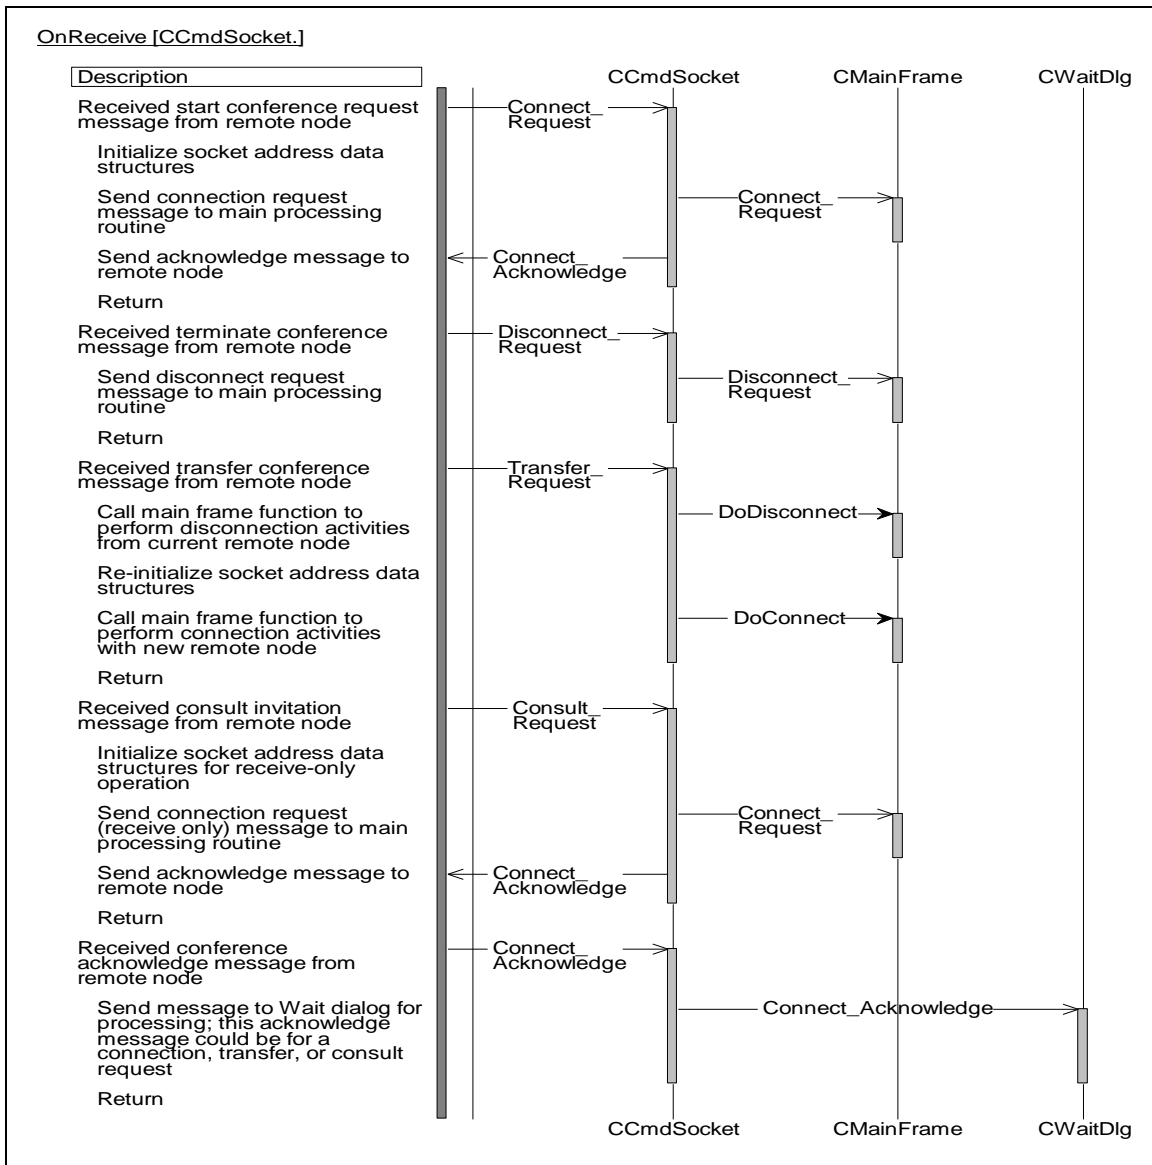 OnReceive [CCmdSocket.]
Description CCmdSocket CMainFrame CWaitDlg
Received start conference request Connect_
message from remote node Request
Initialize socket address data
structures
Send connection request Connect_
message to main processing Request
routine
Send acknowledge message to Connect_
remote node Acknowledge
Return
Received terminate conference Disconnect_
message from remote node Request
Send disconnect request Disconnect_
message to main processing Request
routine
Return
Received transfer conference Transfer_
message from remote node Request
Call main frame function to DoDisconnect
perform disconnection activities
from current remote node
Re-initialize socket address data
structures
Call main frame function to DoConnect
perform connection activities
with new remote node
Return
Received consult invitation Consult_
message from remote node Request
Initialize socket address data
structures for receive-only
operation
Send connection request Connect_
(receive only) message to main Request
processing routine
Send acknowledge message to Connect_
remote node Acknowledge
Return
Received conference Connect_
acknowledge message from Acknowledge
remote node
Send message to Wait dialog for Connect_Acknowledge
processing; this acknowledge
message could be for a
connection, transfer, or consult
request
Return
CCmdSocket CMainFrame CWaitDlg